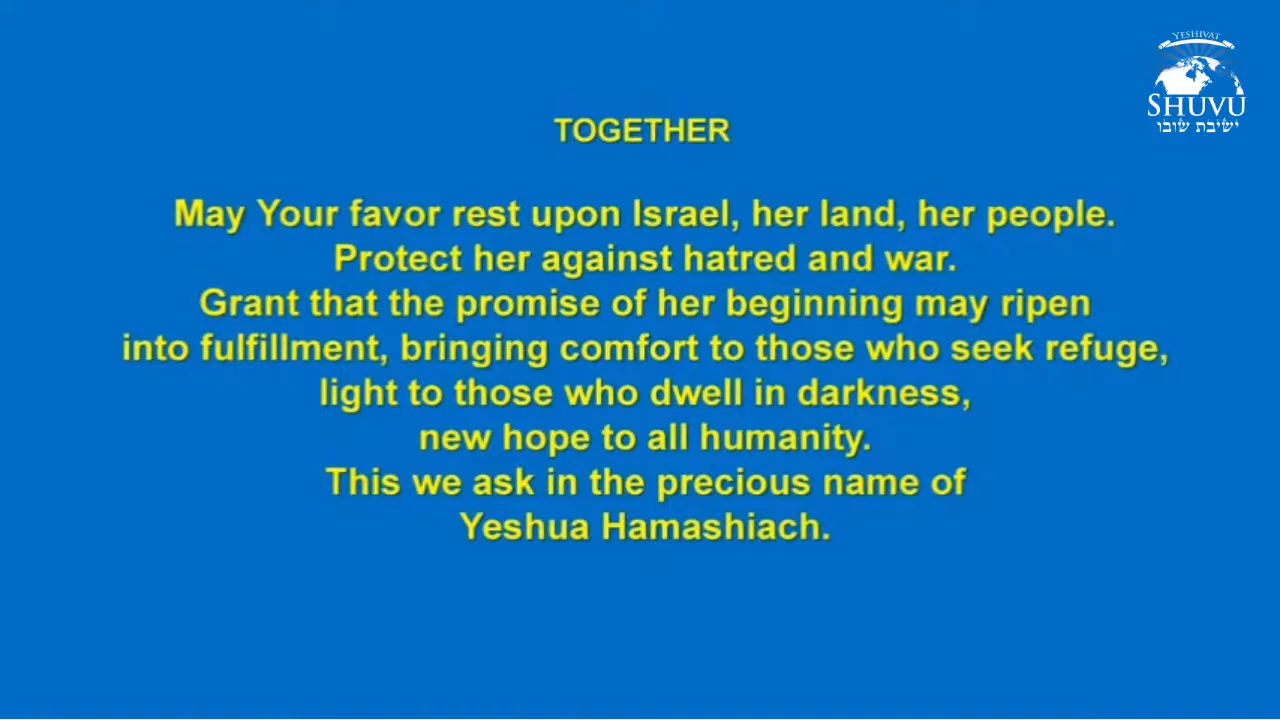 YESHIVAT
SHUVU
ישיבת שובו
TOGETHER
May Your favor rest upon Israel, her land, her people.
Protect her against hatred and war.
Grant that the promise of her beginning may ripen
into fulfillment, bringing comfort to those who seek refuge,
light to those who dwell in darkness,
new hope to all humanity.
This we ask in the precious name of
Yeshua Hamashiach.